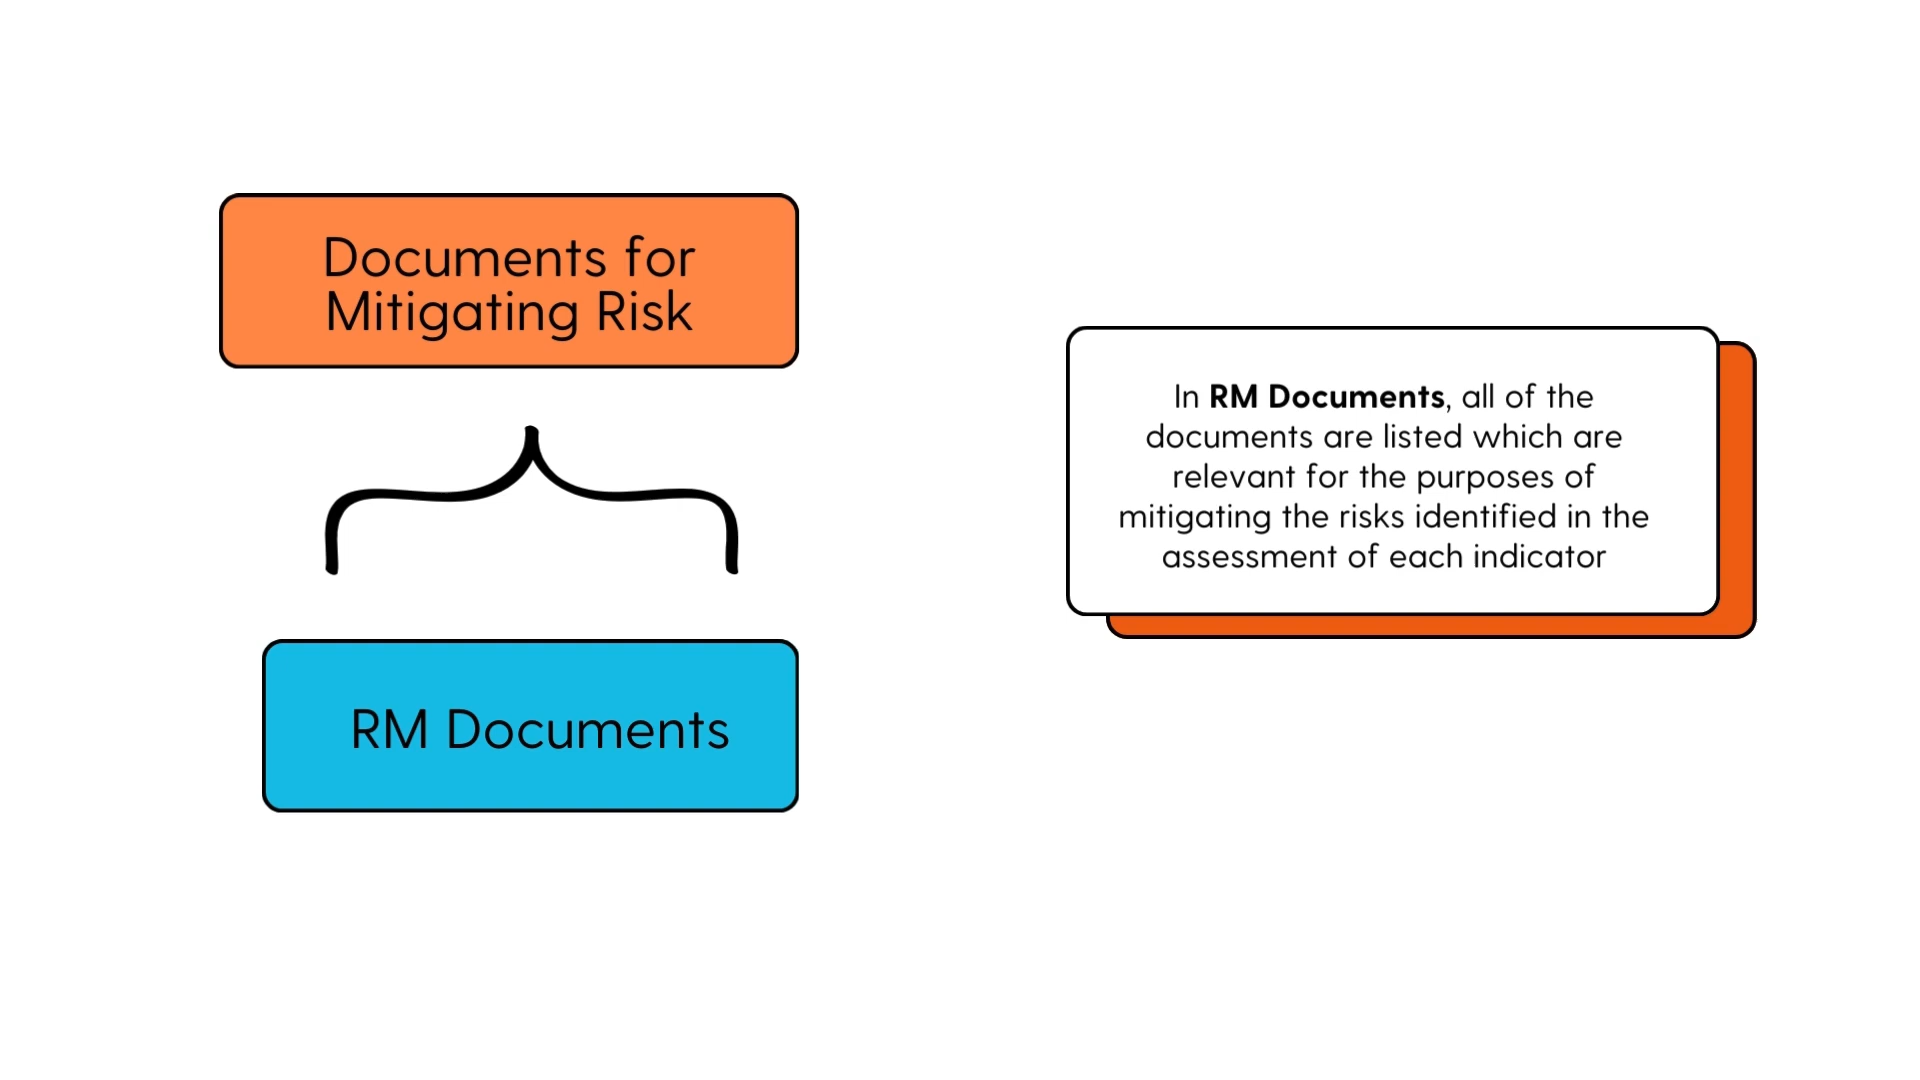 Documents for
Mitigating Risk
RM Documents
In RM Documents, all of the
documents are listed which are
relevant for the purposes of
mitigating the risks identified in the
assessment of each indicator